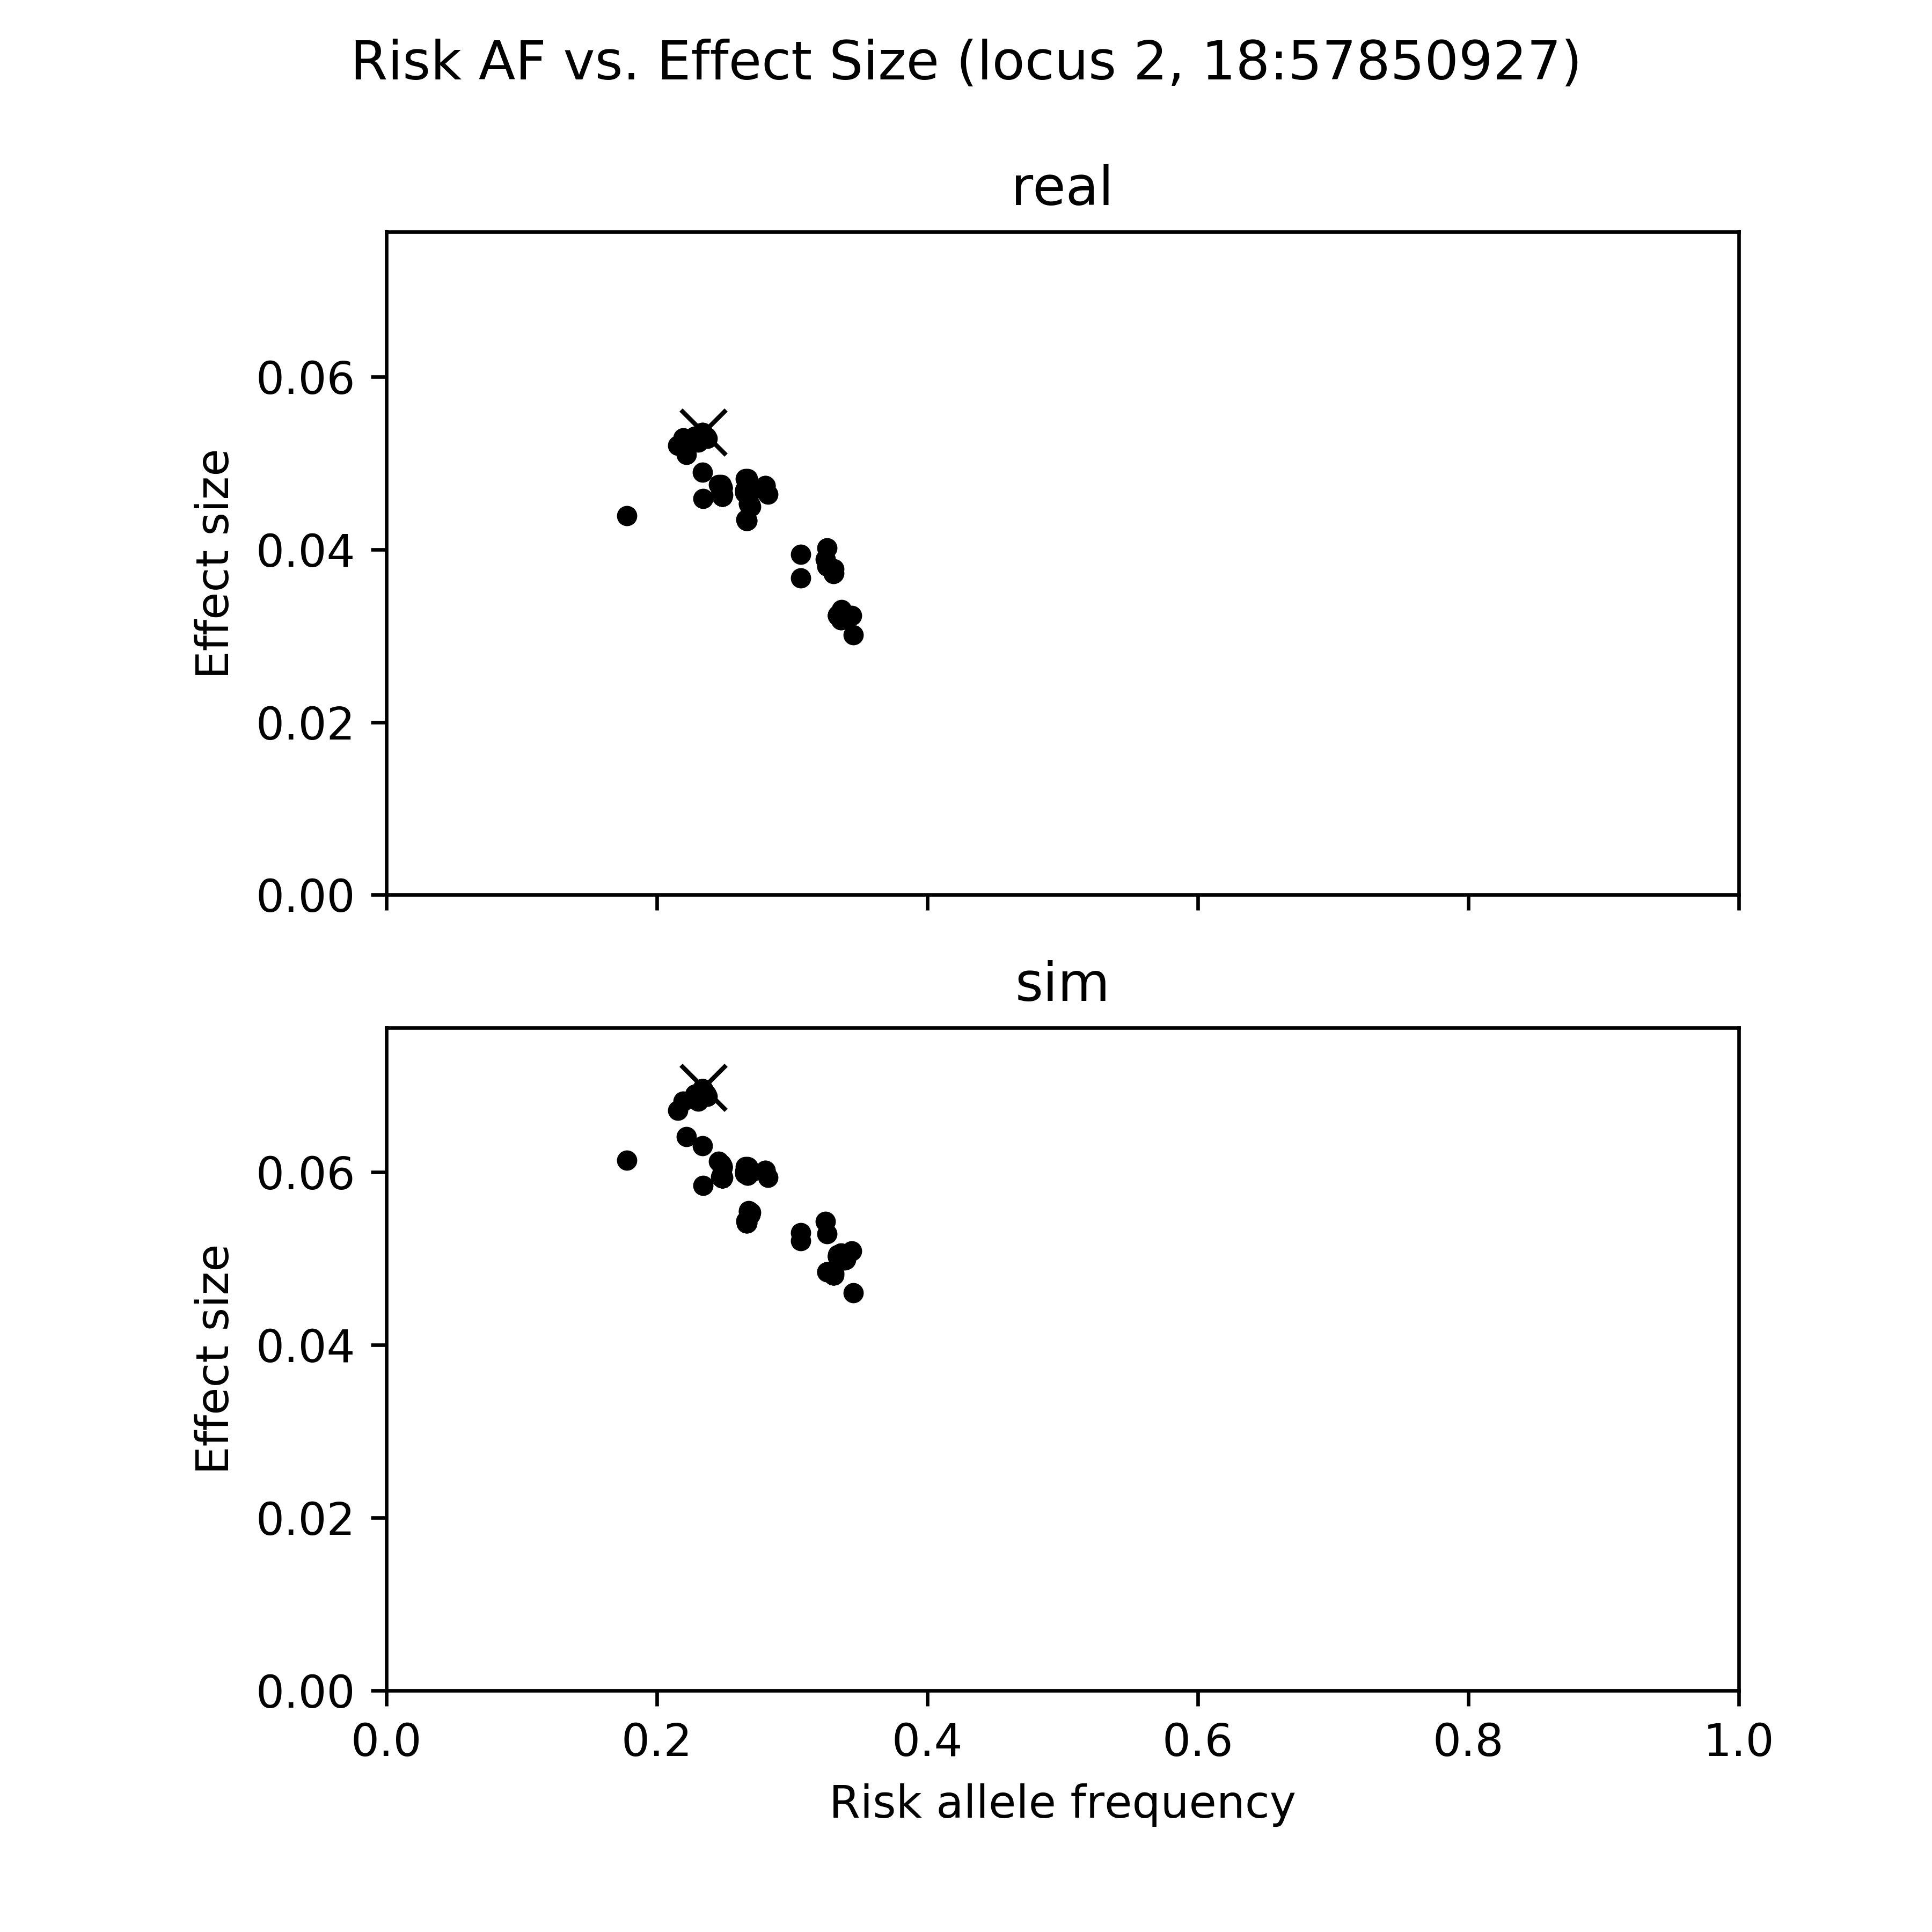 Risk AF vs. Effect Size (locus 2, 18:57850927)
real
0.06
0.04
0.02
0.00
Effect size
sim
0.06
0.04
0.02
0.00
Effect size
0.0 0.2 0.4 0.6 0.8 1.0
Risk allele frequency